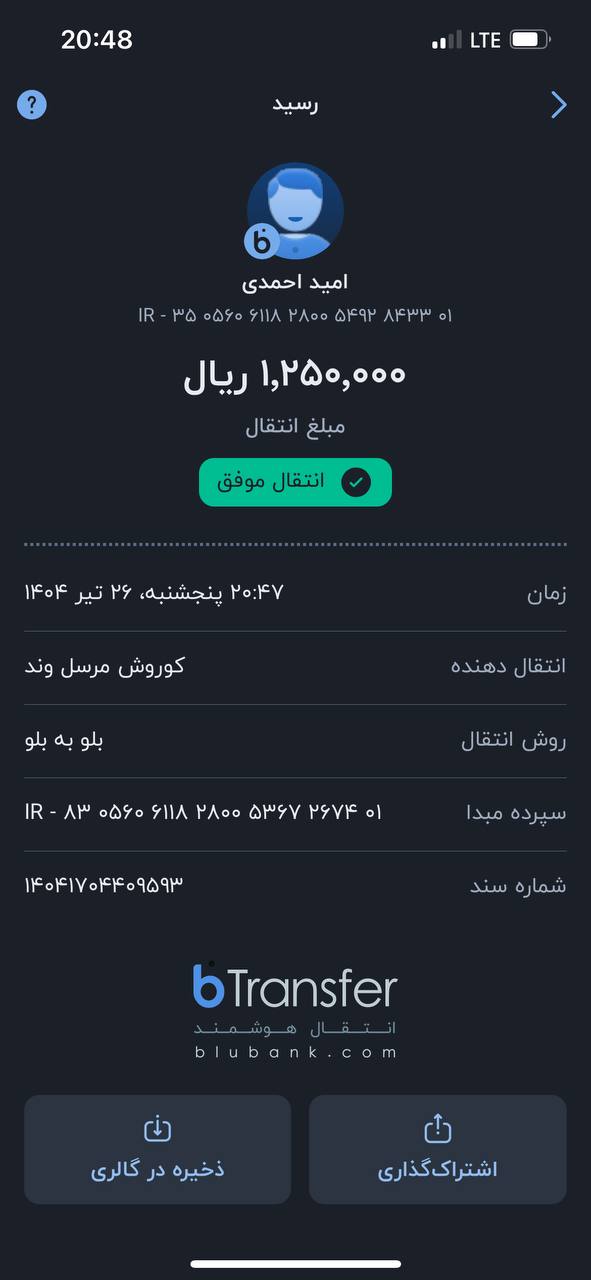 20:48
LTE
?
رسید
b
امید احمدی
IR - ۳۵ ۰۵۶۰ ۶۱۱۸ ۲۸۰۰ ۵۴۹۲ ۸۴۳۳ ۰۱
۱,۲۵۰,۰۰۰ ریال
مبلغ انتقال
انتقال موفق
زمان ۲۰:۴۷ پنجشنبه، ۲۶ تیر ۱۴۰۴
انتقال دهنده کوروش مرسل وند
روش انتقال بلو به بلو
سپرده مبدا IR - ۸۳ ۰۵۶۰ ۶۱۱۸ ۲۸۰۰ ۵۳۶۷ ۲۶۷۴ ۰۱
شماره سند ۱۴۰۴۱۷۰۴۴۰۹۵۹۳
bTransfer
انـتـقـال هـوشـمـنـد
blubank.com
اشتراک‌گذاری
ذخیره در گالری